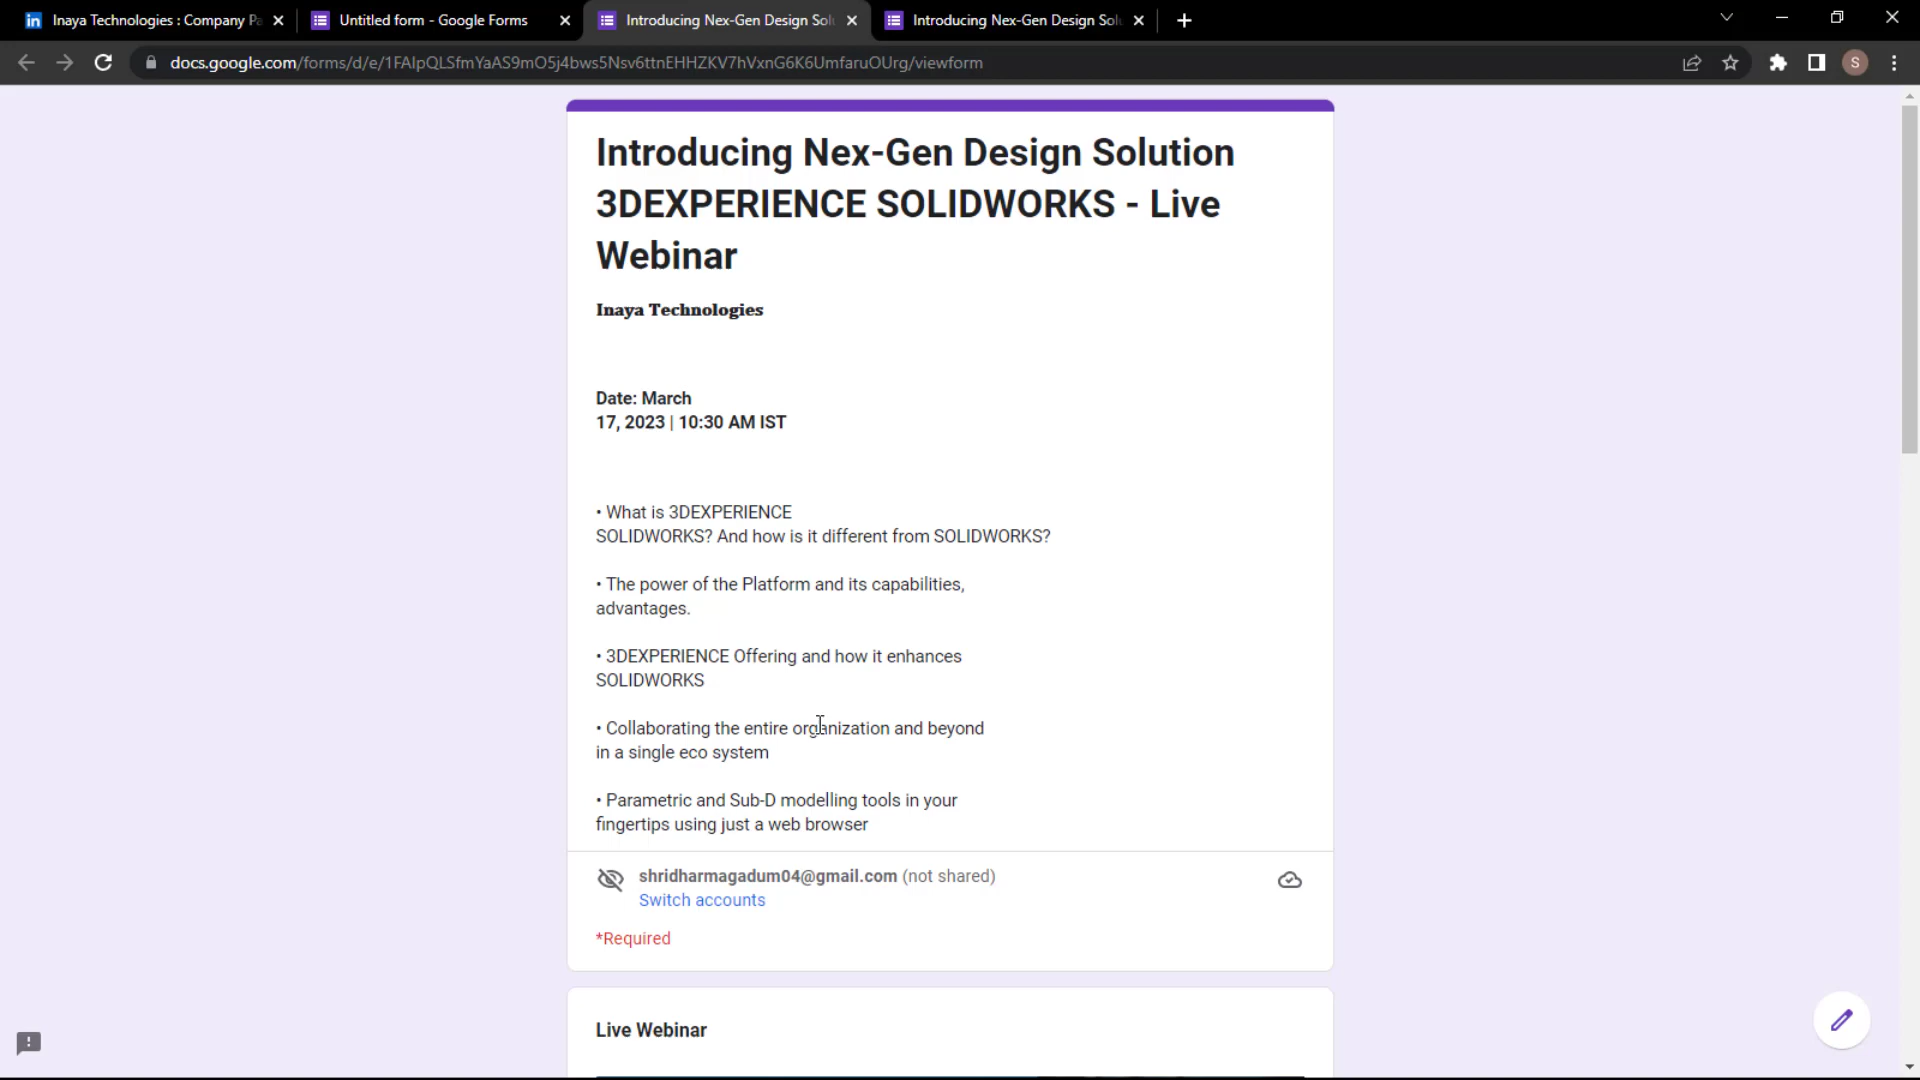 Inaya Technologies : Company Pa
Untitled form - Google Forms
Introducing Nex-Gen Design Solu
Introducing Nex-Gen Design Solu
docs.google.com/forms/d/e/1FAIpQLSfmYaAS9mO5j4bws5Nsv6ttnEHHZKV7hVxnG6K6UmfaruOUrg/viewform
S
Introducing Nex-Gen Design Solution
3DEXPERIENCE SOLIDWORKS - Live
Webinar
Inaya Technologies
Date: March
17, 2023 | 10:30 AM IST
• What is 3DEXPERIENCE
SOLIDWORKS? And how is it different from SOLIDWORKS?
• The power of the Platform and its capabilities,
advantages.
• 3DEXPERIENCE Offering and how it enhances
SOLIDWORKS
• Collaborating the entire organization and beyond
in a single eco system
• Parametric and Sub-D modelling tools in your
fingertips using just a web browser
shridharmagadum04@gmail.com (not shared)
Switch accounts
*Required
Live Webinar